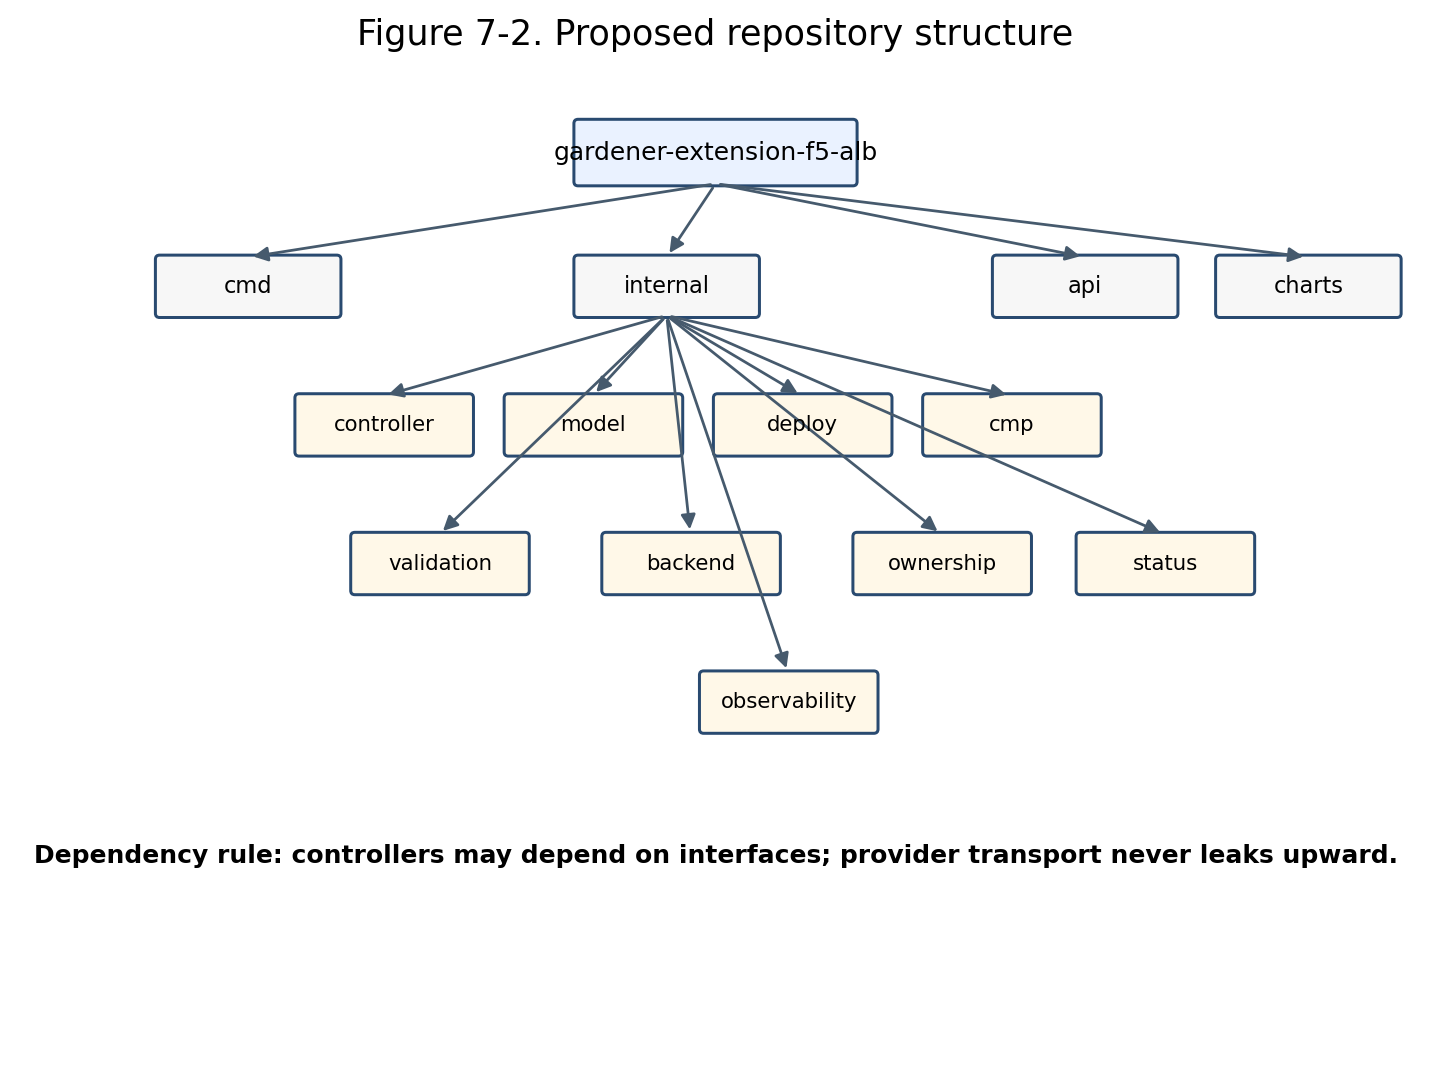 Figure 7-2. Proposed repository structure
gardener-extension-f5-alb
cmd
internal
api
charts
controller
model
deploy
cmp
validation
backend
ownership
status
observability
Dependency rule: controllers may depend on interfaces; provider transport never leaks upward.